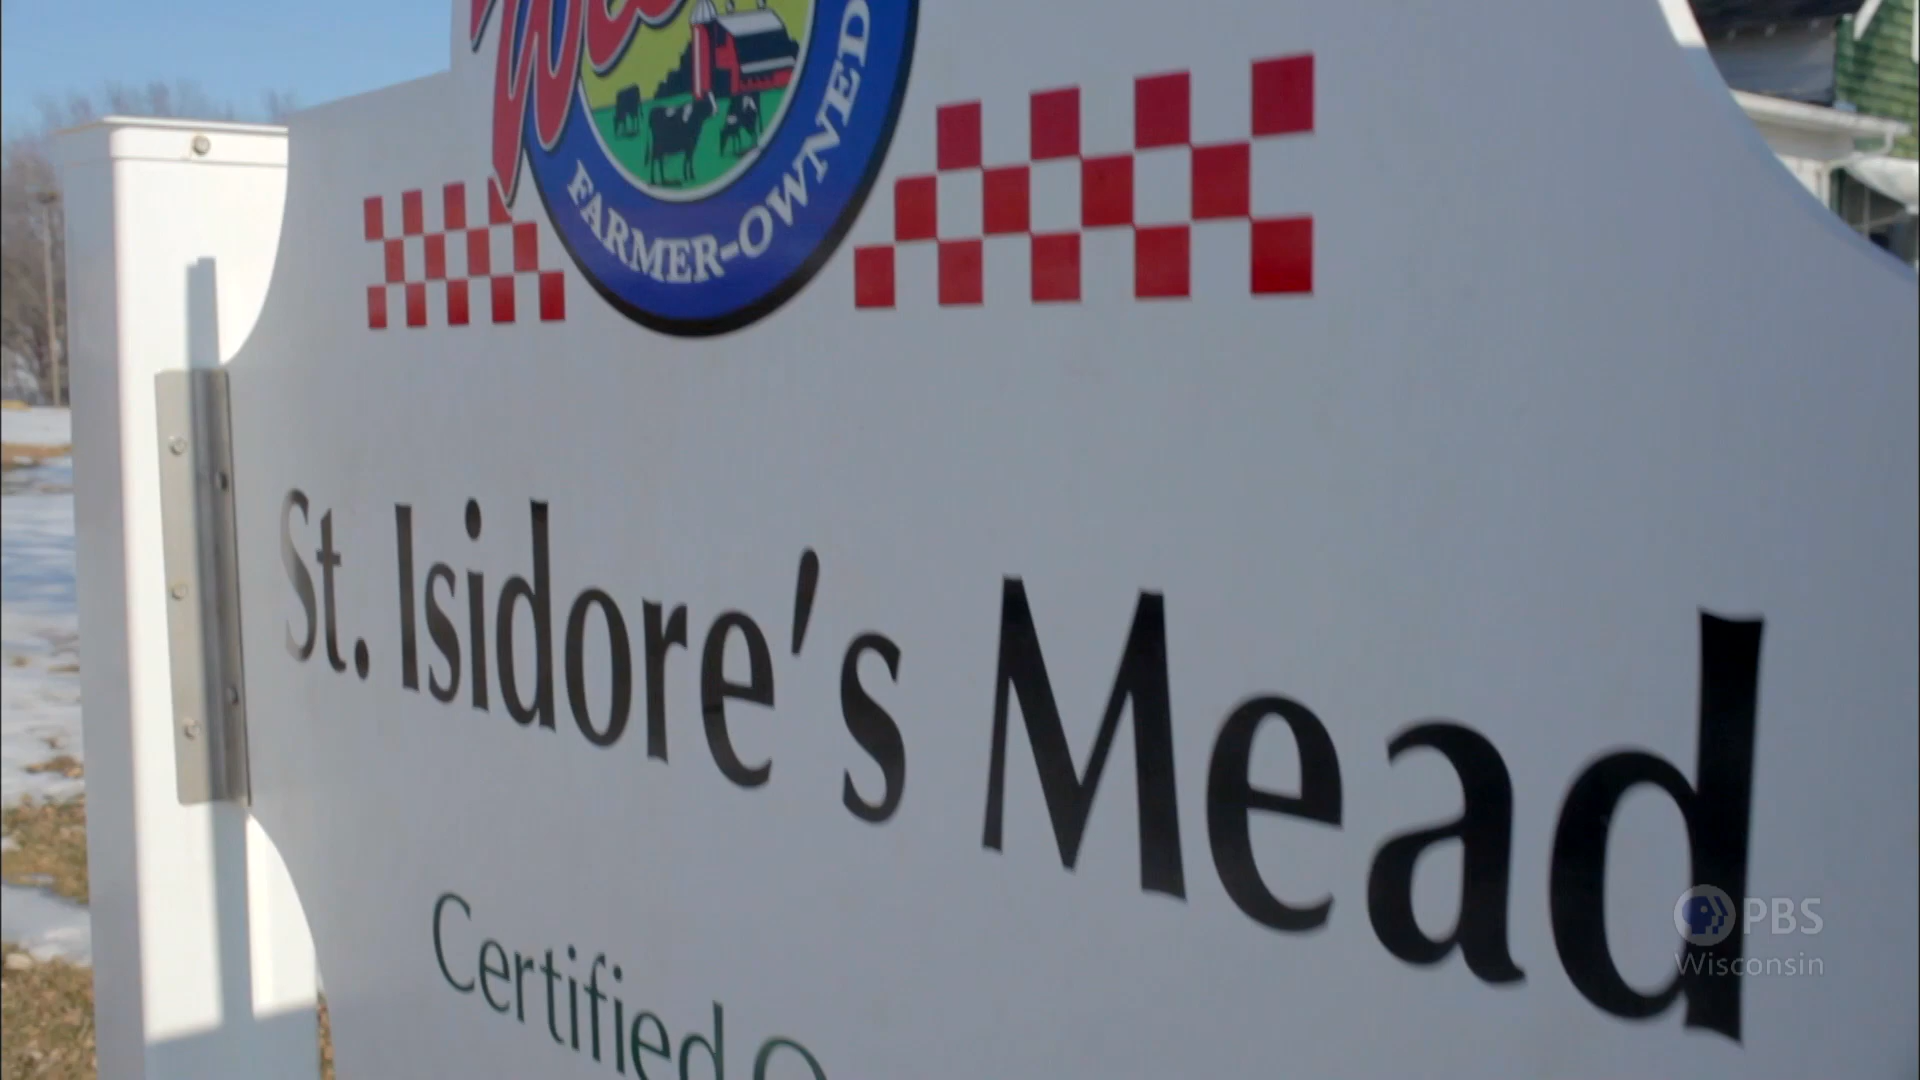 FARMER-OWNED
St. Isidore's Mead
Certified
PBS
Wisconsin